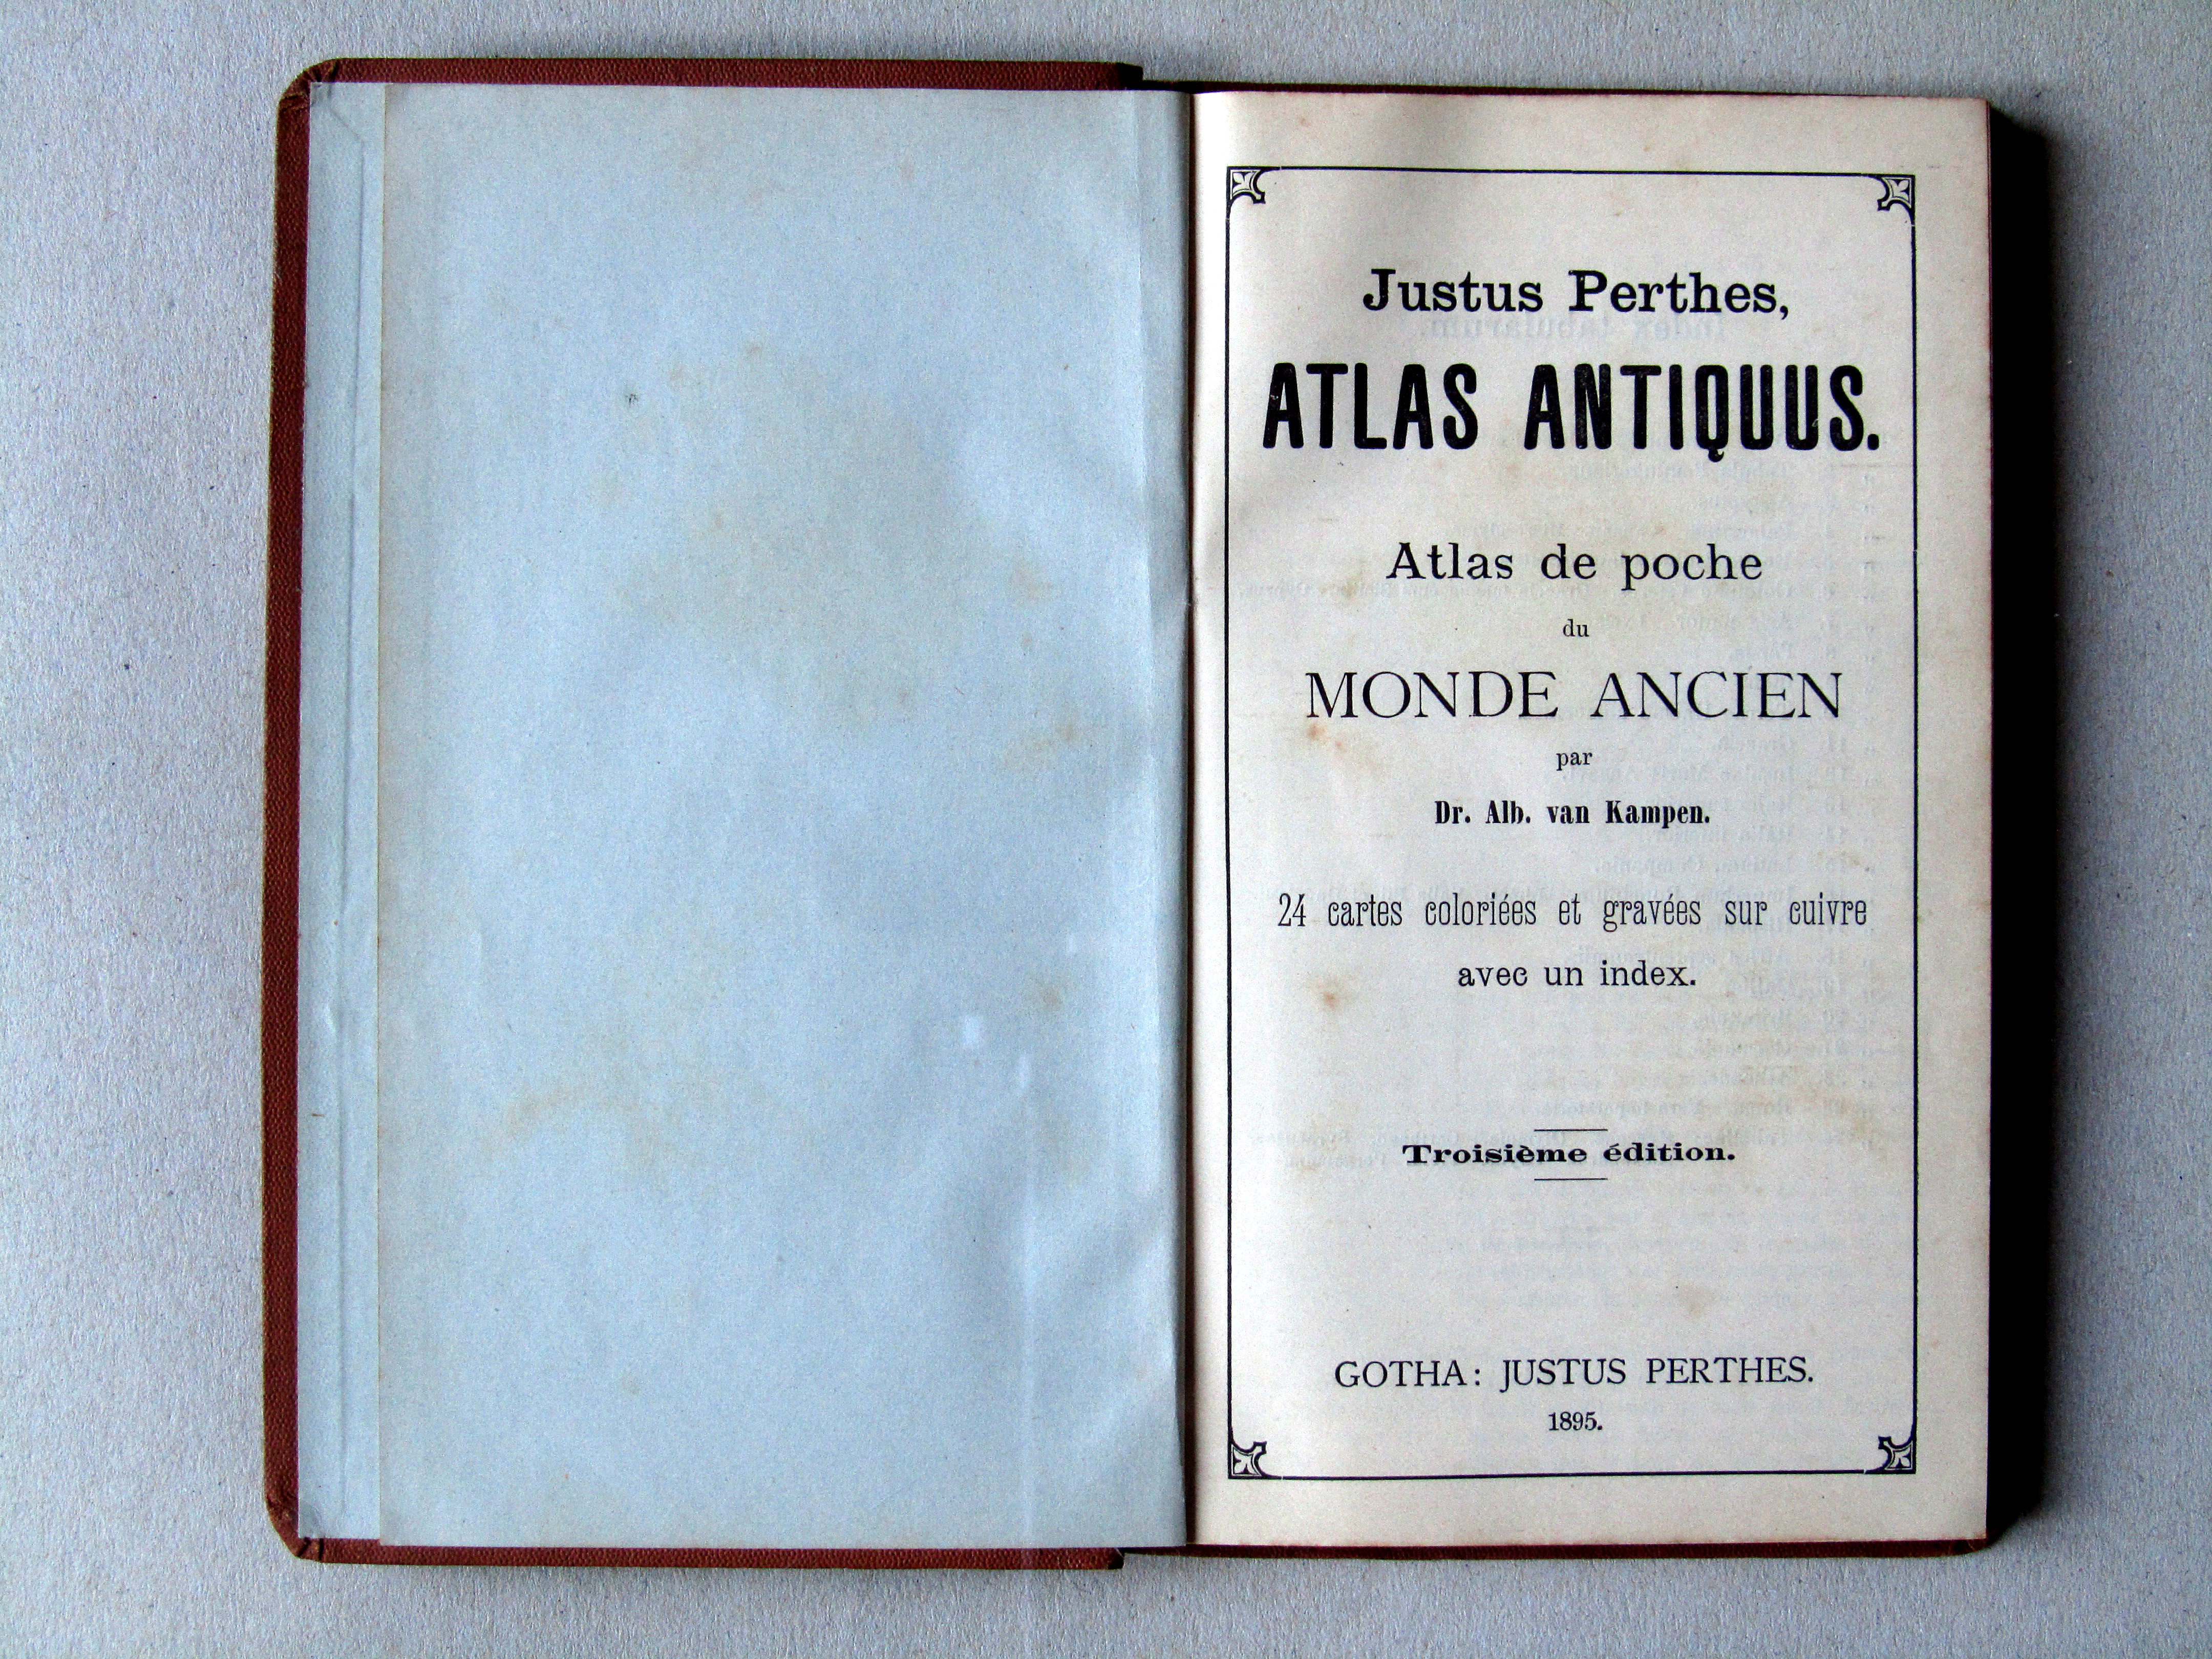 Justus Perthes,
ATLAS ANTIQUUS.
Atlas de poche
du
MONDE ANCIEN
par
Dr. Alb. van Kampen.
24 cartes coloriées et gravées sur cuivre
avec un index.
Troisième édition.
GOTHA: JUSTUS PERTHES.
1895.